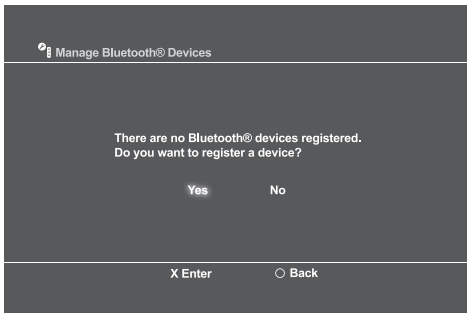 Manage Bluetooth® Devices
There are no Bluetooth® devices registered.
Do you want to register a device?
Yes No
X Enter ○ Back